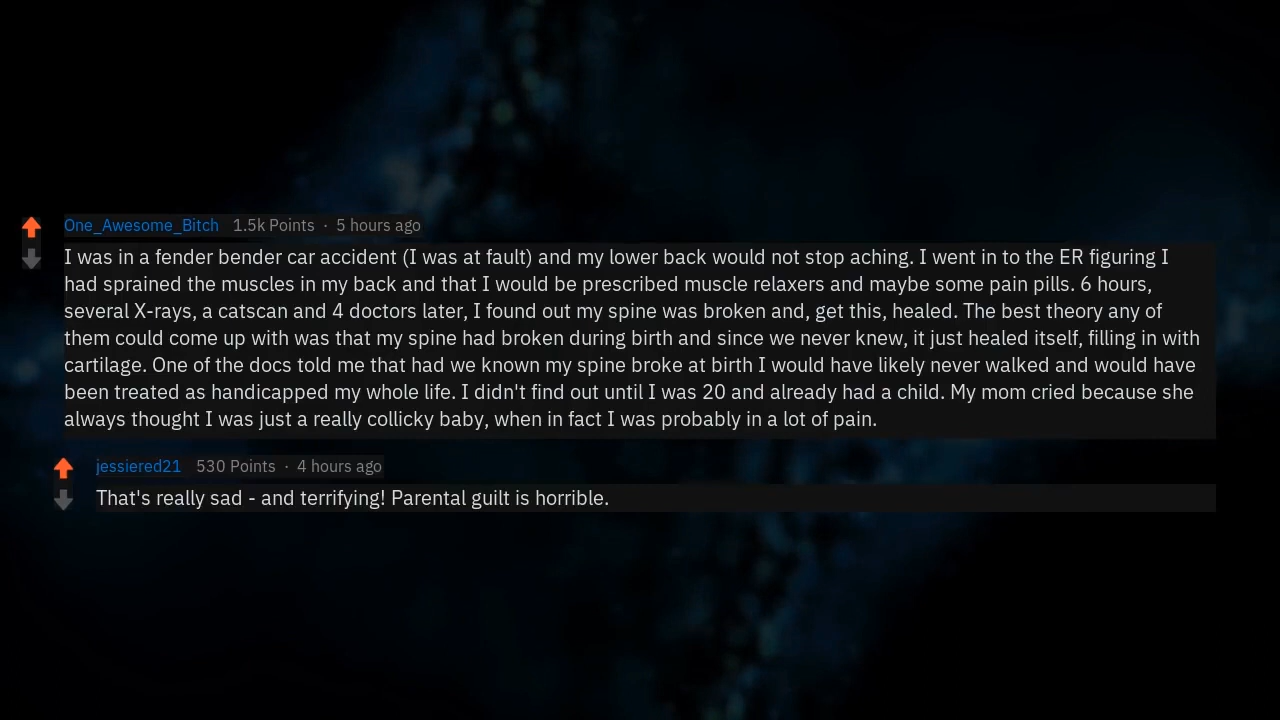 One_Awesome_Bitch 1.5k Points · 5 hours ago
I was in a fender bender car accident (I was at fault) and my lower back would not stop aching. I went in to the ER figuring I
had sprained the muscles in my back and that I would be prescribed muscle relaxers and maybe some pain pills. 6 hours,
several X-rays, a catscan and 4 doctors later, I found out my spine was broken and, get this, healed. The best theory any of
them could come up with was that my spine had broken during birth and since we never knew, it just healed itself, filling in with
cartilage. One of the docs told me that had we known my spine broke at birth I would have likely never walked and would have
been treated as handicapped my whole life. I didn't find out until I was 20 and already had a child. My mom cried because she
always thought I was just a really collicky baby, when in fact I was probably in a lot of pain.
jessiered21 530 Points · 4 hours ago
That's really sad - and terrifying! Parental guilt is horrible.